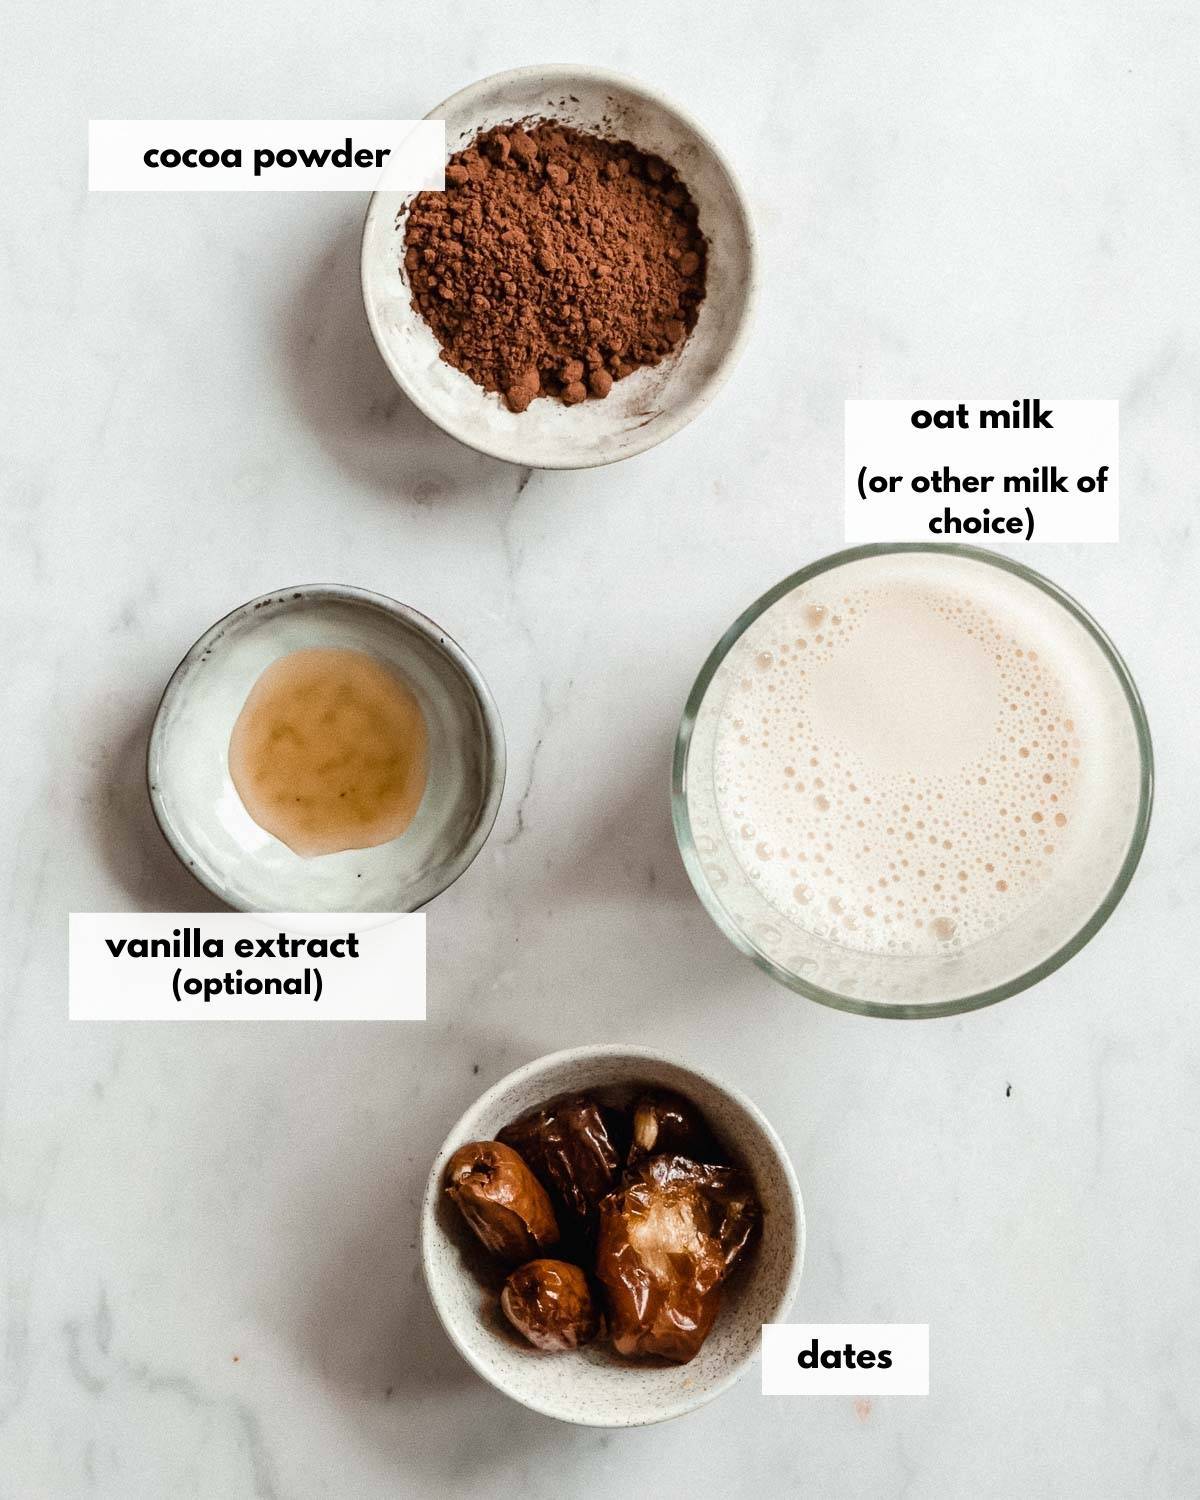 cocoa powder
oat milk
(or other milk of
choice)
vanilla extract
(optional)
dates